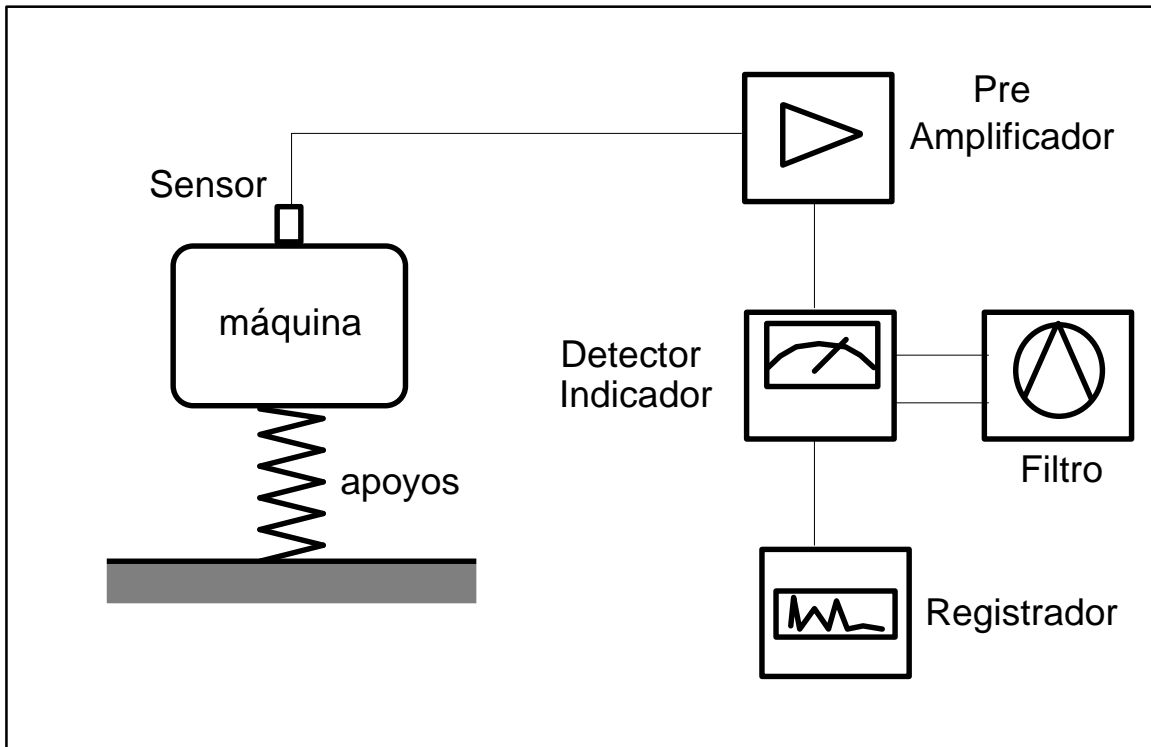 Pre
Amplificador
Sensor
máquina
Detector
Indicador
Filtro
apoyos
Registrador